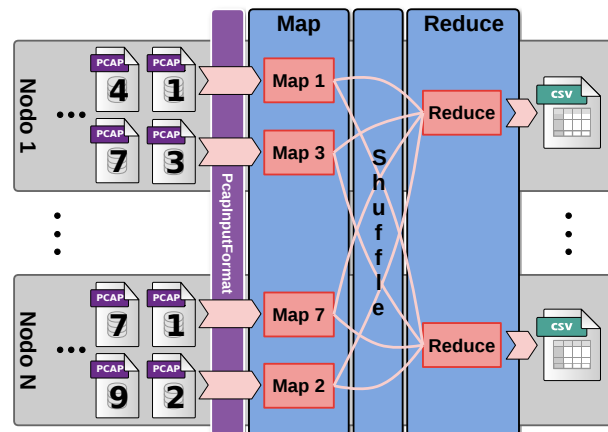 Map
Reduce
Nodo 1
...
PCAP
4
PCAP
1
Map 1
PCAP
7
PCAP
3
Map 3
Reduce
CSV
PcapInputFormat
Shuffle
Nodo N
...
PCAP
7
PCAP
1
Map 7
PCAP
9
PCAP
2
Map 2
Reduce
CSV